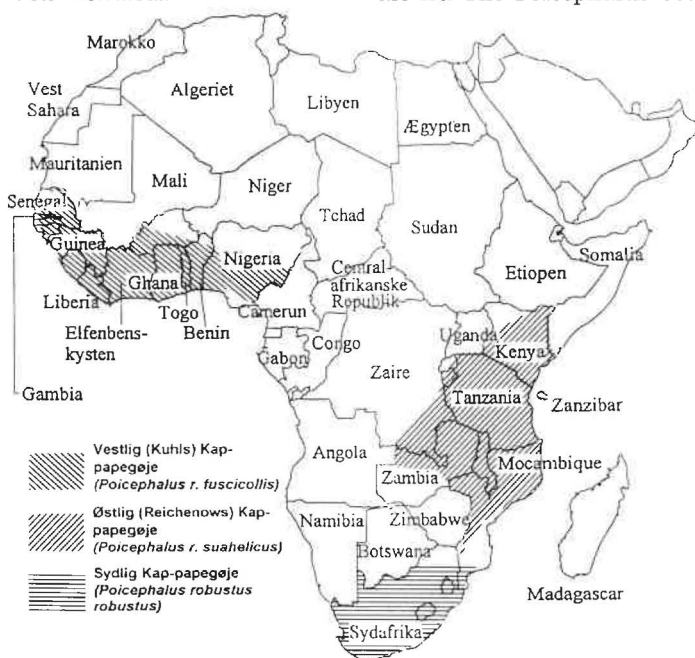 Marokko
Algeriet
Libyen
Ægypten
Vest
Sahara
Mauritanien
Mali
Niger
Tchad
Sudan
Senegal
Guinea
Nigeria
Etiopen
Somalia
Liberia
Ghana
Central-
afrikanske
Republik
Elfenbens-
kysten
Togo
Benin
Camerun
Uganda
Kenya
Gabon
Congo
Zaire
Gambia
Tanzania
Zanzibar
Angola
Zambia
Mocambique
Namibia
Zimbabwe
Botswana
Madagascar
Sydafrika
Vestlig (Kuhls) Kap-
papegøje
(Poicephalus r. fuscicollis)
Østlig (Reichenows) Kap-
papegøje
(Poicephalus r. suahelicus)
Sydlig Kap-papegøje
(Poicephalus robustus
robustus)